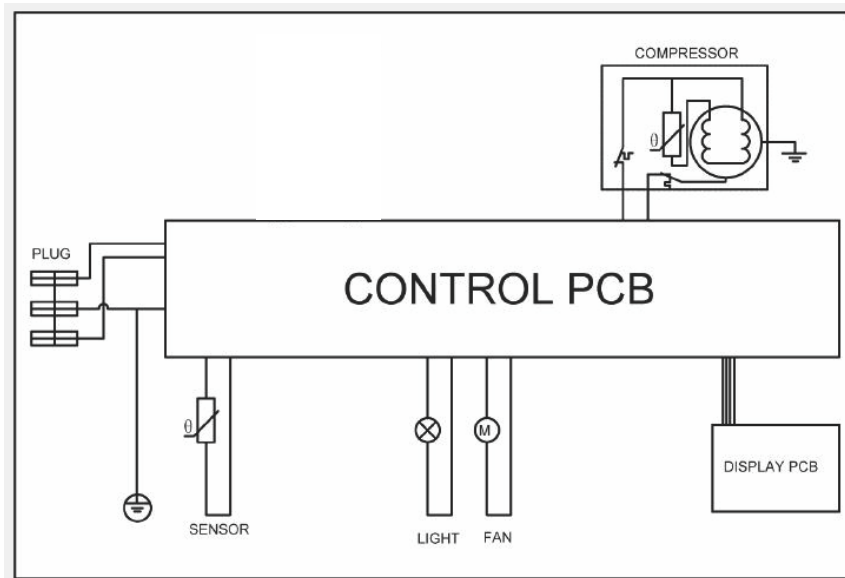 COMPRESSOR
θ
PLUG
CONTROL PCB
θ
M
DISPLAY PCB
SENSOR
LIGHT
FAN